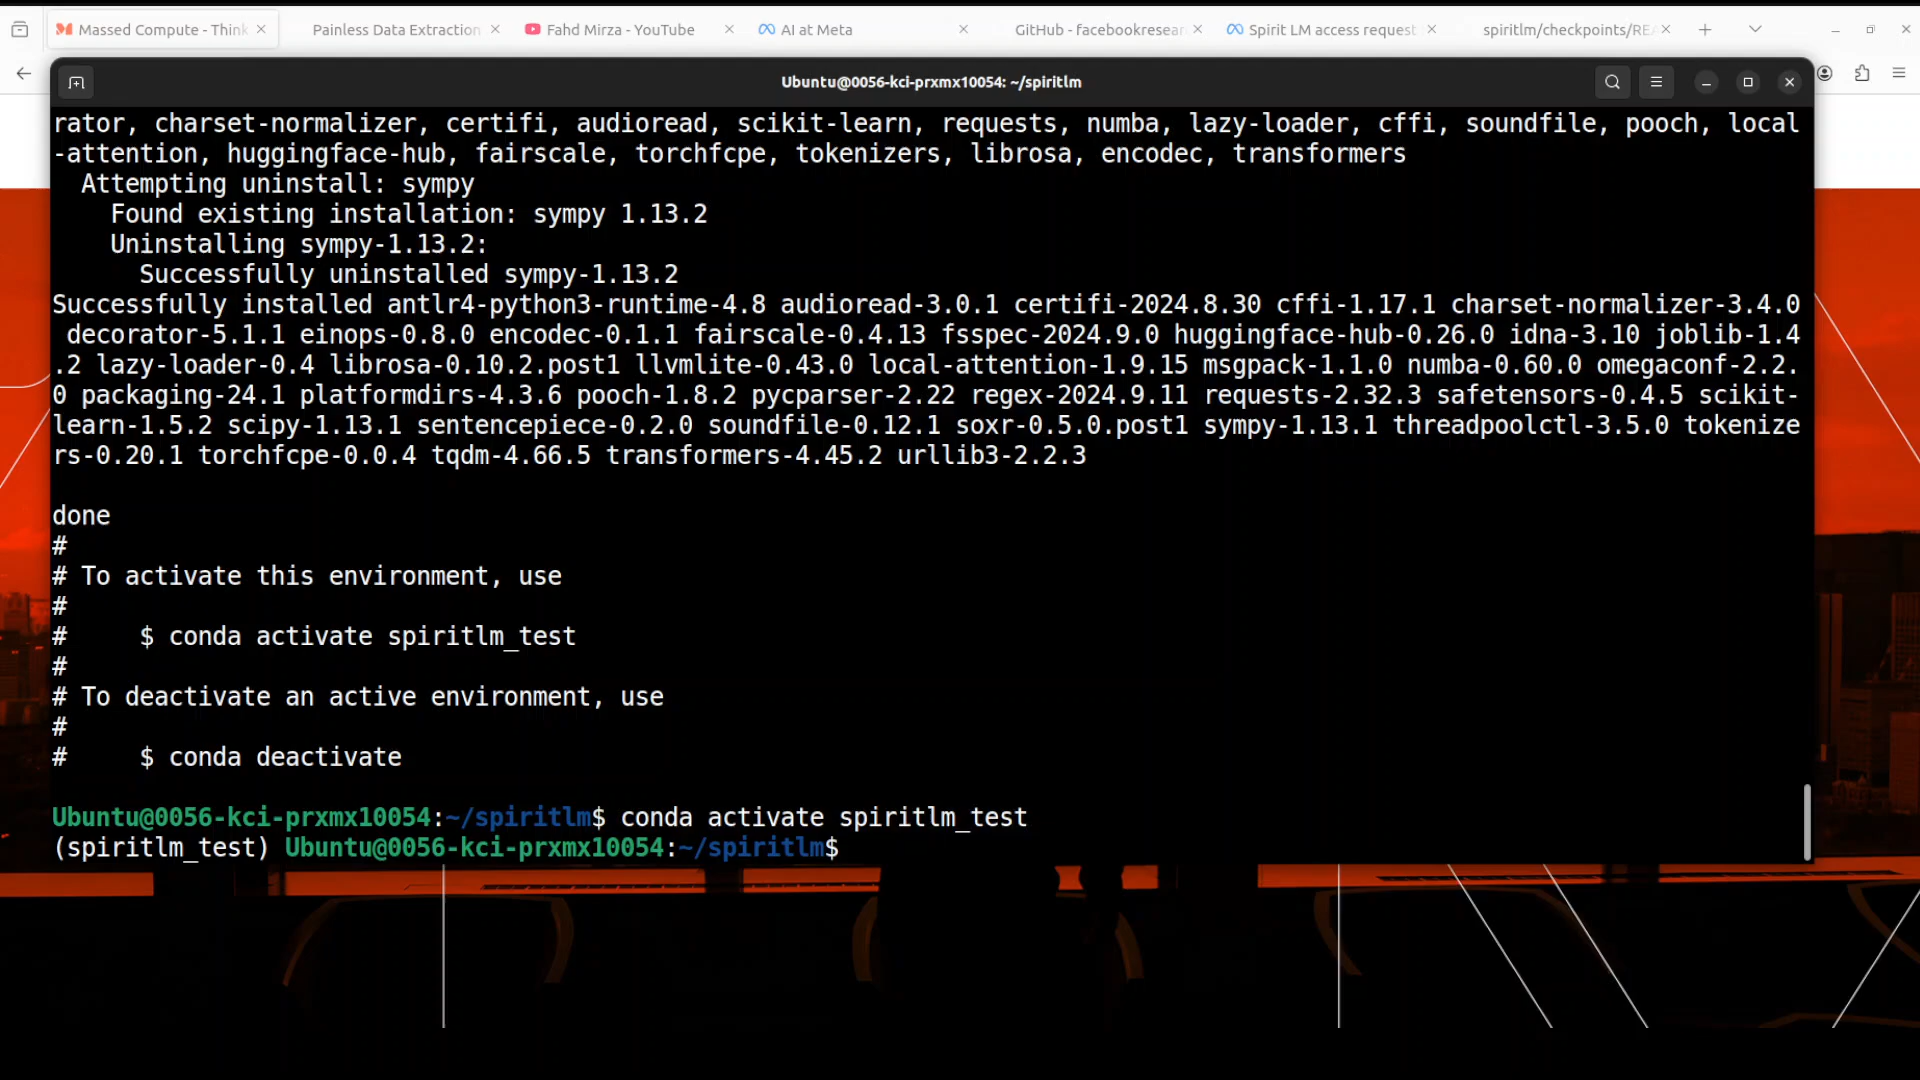 Massed Compute - Think
Painless Data Extraction
Fahd Mirza - YouTube
AI at Meta
GitHub - facebookresear
Spirit LM access request
spiritlm/checkpoints/REA
Ubuntu@0056-kci-prxmx10054: ~/spiritlm
rator, charset-normalizer, certifi, audioread, scikit-learn, requests, numba, lazy-loader, cffi, soundfile, pooch, local
-attention, huggingface-hub, fairscale, torchfcpe, tokenizers, librosa, encodec, transformers
Attempting uninstall: sympy
Found existing installation: sympy 1.13.2
Uninstalling sympy-1.13.2:
Successfully uninstalled sympy-1.13.2
Successfully installed antlr4-python3-runtime-4.8 audioread-3.0.1 certifi-2024.8.30 cffi-1.17.1 charset-normalizer-3.4.0
decorator-5.1.1 einops-0.8.0 encodec-0.1.1 fairscale-0.4.13 fsspec-2024.9.0 huggingface-hub-0.26.0 idna-3.10 joblib-1.4
.2 lazy-loader-0.4 librosa-0.10.2.post1 llvmlite-0.43.0 local-attention-1.9.15 msgpack-1.1.0 numba-0.60.0 omegaconf-2.2.
0 packaging-24.1 platformdirs-4.3.6 pooch-1.8.2 pycparser-2.22 regex-2024.9.11 requests-2.32.3 safetensors-0.4.5 scikit-
learn-1.5.2 scipy-1.13.1 sentencepiece-0.2.0 soundfile-0.12.1 soxr-0.5.0.post1 sympy-1.13.1 threadpoolctl-3.5.0 tokenize
rs-0.20.1 torchfcpe-0.0.4 tqdm-4.66.5 transformers-4.45.2 urllib3-2.2.3
done
#
# To activate this environment, use
#
#     $ conda activate spiritlm_test
#
# To deactivate an active environment, use
#
#     $ conda deactivate
Ubuntu@0056-kci-prxmx10054:~/spiritlm$ conda activate spiritlm_test
(spiritlm_test) Ubuntu@0056-kci-prxmx10054:~/spiritlm$